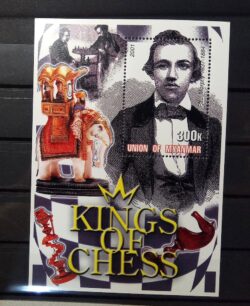 2001
300K
UNION OF MYANMAR
KINGS
OF
CHESS